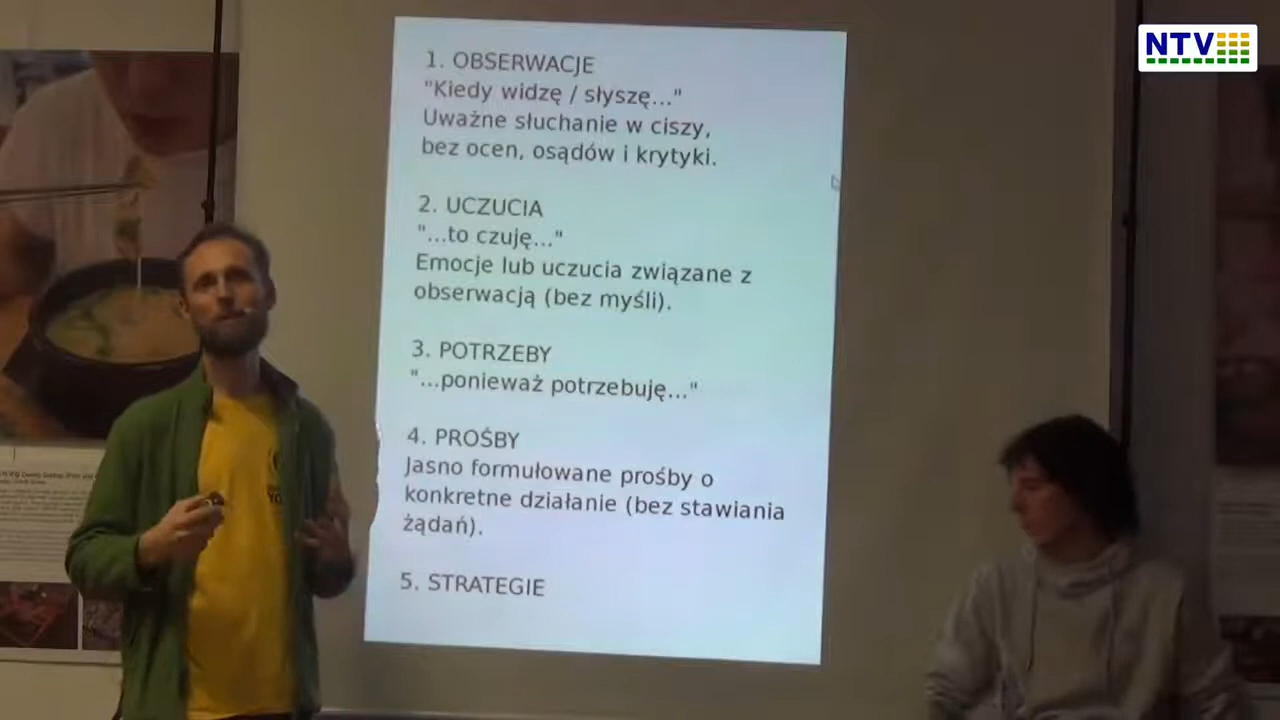 NTV
1. OBSERWACJE
"Kiedy widzę / słyszę..."
Uważne słuchanie w ciszy,
bez ocen, osądów i krytyki.
2. UCZUCIA
"...to czuję..."
Emocje lub uczucia związane z
obserwacją (bez myśli).
3. POTRZEBY
"...ponieważ potrzebuję..."
4. PROŚBY
Jasno formułowane prośby o
konkretne działanie (bez stawiania
żądań).
5. STRATEGIE